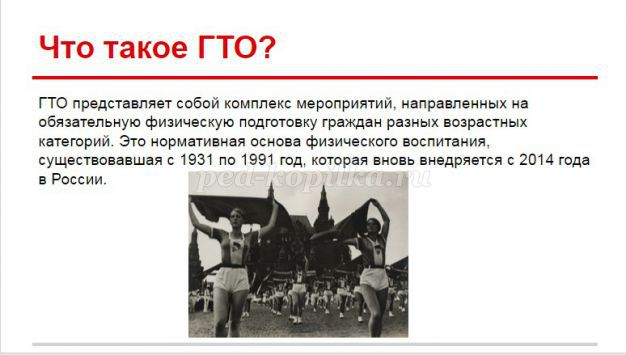 Что такое ГТО?
ГТО представляет собой комплекс мероприятий, направленных на
обязательную физическую подготовку граждан разных возрастных
категорий. Это нормативная основа физического воспитания,
существовавшая с 1931 по 1991 год, которая вновь внедряется с 2014 года
в России.
ped-kopilka.ru